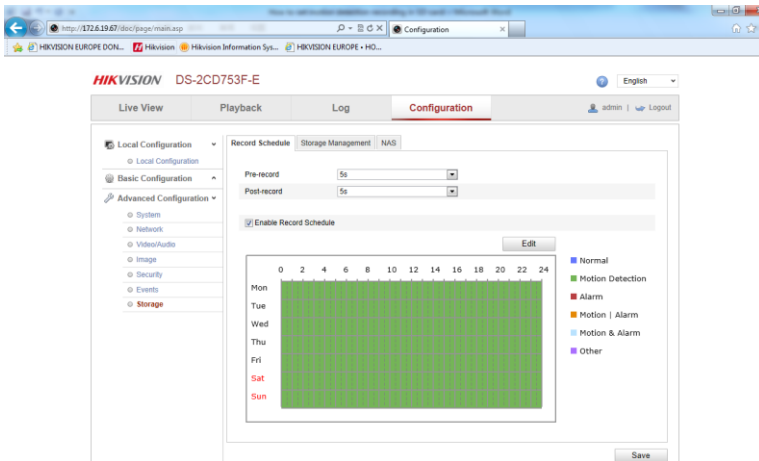 http://172.6.19.67/doc/page/main.asp
Configuration
HIKVISION EUROPE DON... Hikvision Hikvision Information Sys... HIKVISION EUROPE • HO...
HIKVISION DS-2CD753F-E
English
Live View Playback Log Configuration
admin | Logout
Local Configuration
Local Configuration
Basic Configuration
Advanced Configuration
System
Network
Video/Audio
Image
Security
Events
Storage
Record Schedule Storage Management NAS
Pre-record 5s
Post-record 5s
Enable Record Schedule
Edit
0 2 4 6 8 10 12 14 16 18 20 22 24
Mon
Tue
Wed
Thu
Fri
Sat
Sun
Normal
Motion Detection
Alarm
Motion | Alarm
Motion & Alarm
Other
Save